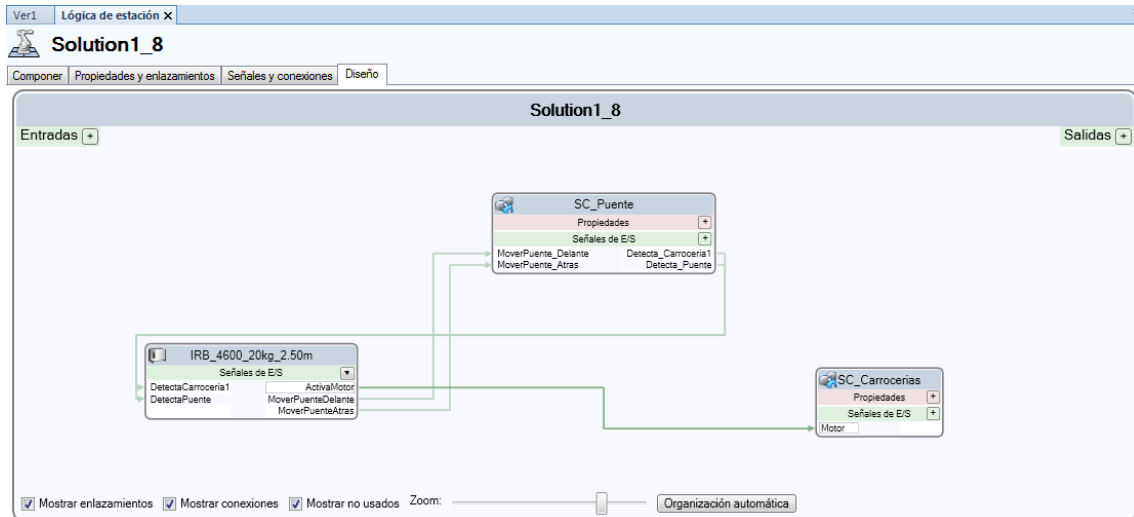 Ver1 Lógica de estación X
Solution1_8
Componer Propiedades y enlazamientos Señales y conexiones Diseño
Solution1_8
Entradas +
Salidas +
SC_Puente
Propiedades +
Señales de E/S +
MoverPuente_Delante Detecta_Carroceria1
MoverPuente_Atras Detecta_Puente
IRB_4600_20kg_2.50m
Señales de E/S
DetectaCarroceria1 ActivaMotor
DetectaPuente MoverPuenteDelante
MoverPuenteAtras
SC_Carrocerias
Propiedades +
Señales de E/S +
Motor
Mostrar enlazamientos Mostrar conexiones Mostrar no usados Zoom: Organización automática